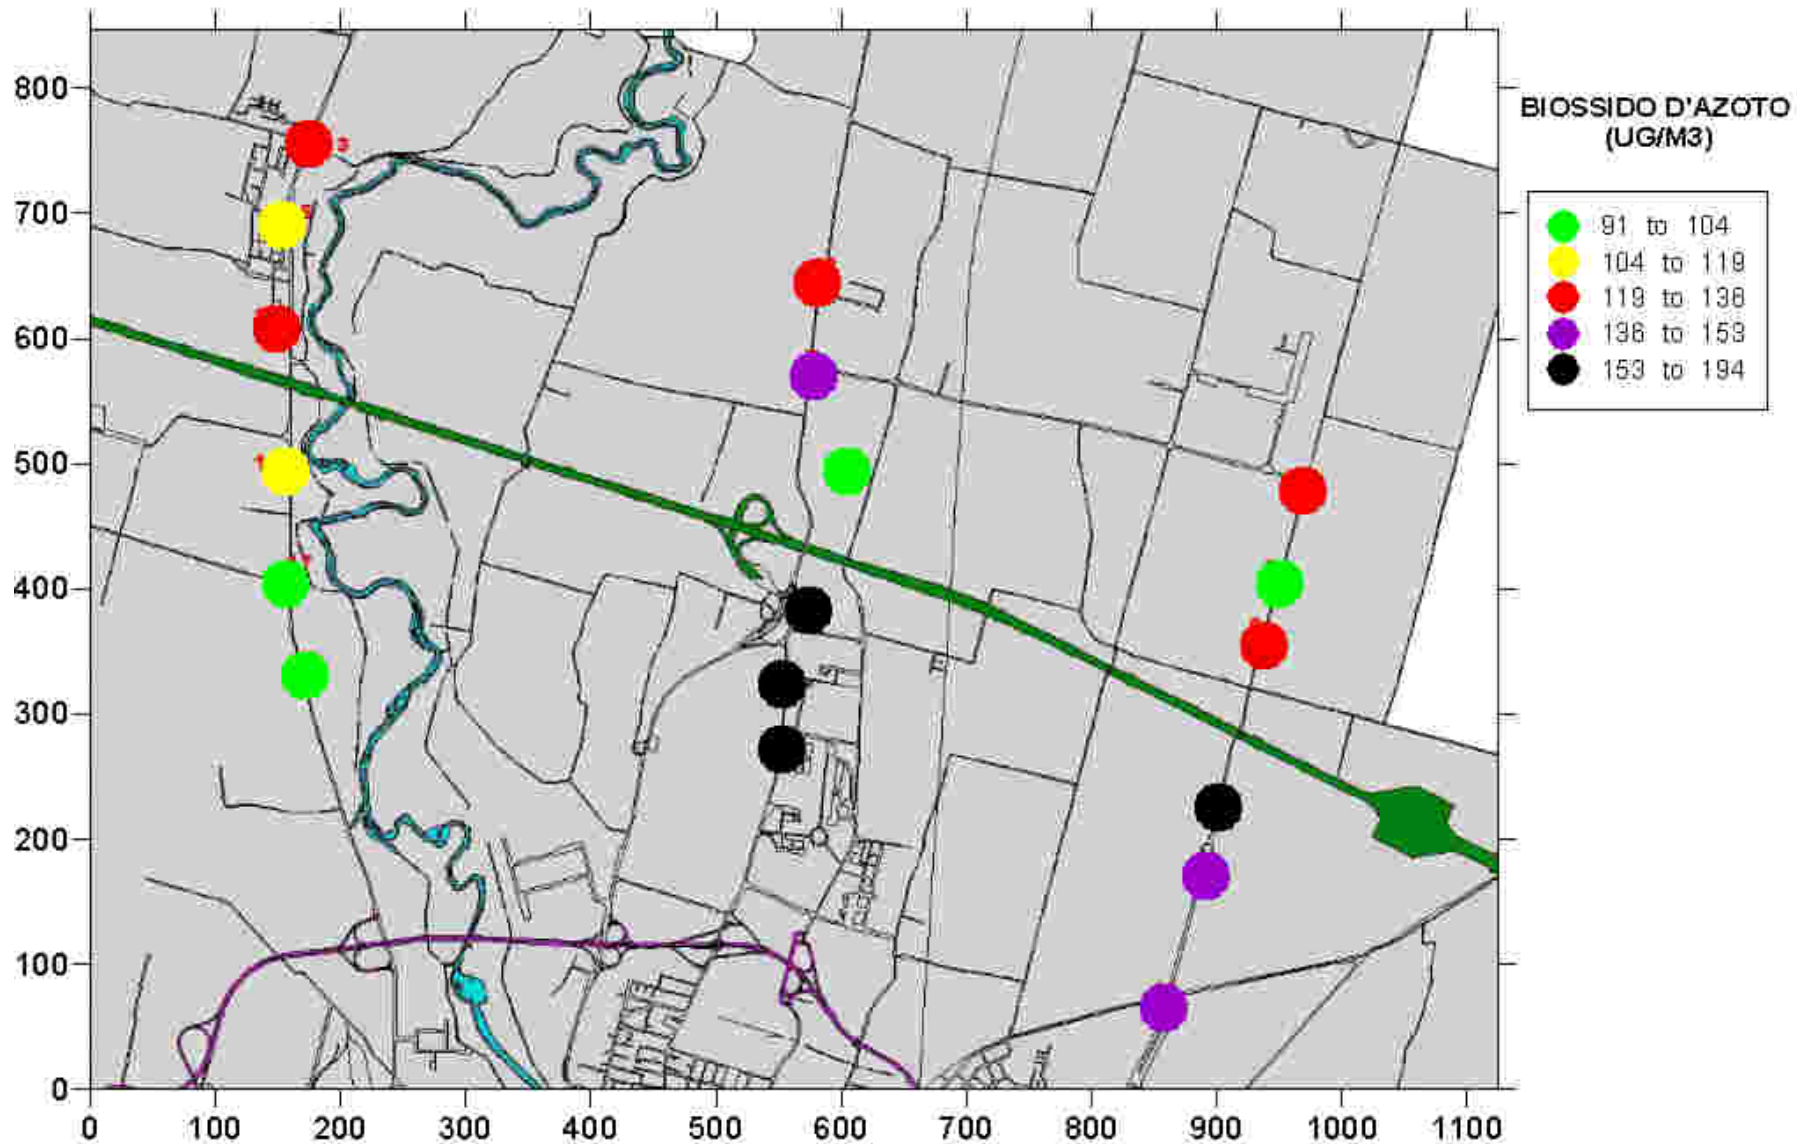 BIOSSIDO D'AZOTO
(UG/M3)
91 to 104
104 to 119
119 to 136
136 to 153
153 to 194
800
700
600
500
400
300
200
100
0
0 100 200 300 400 500 600 700 800 900 1000 1100